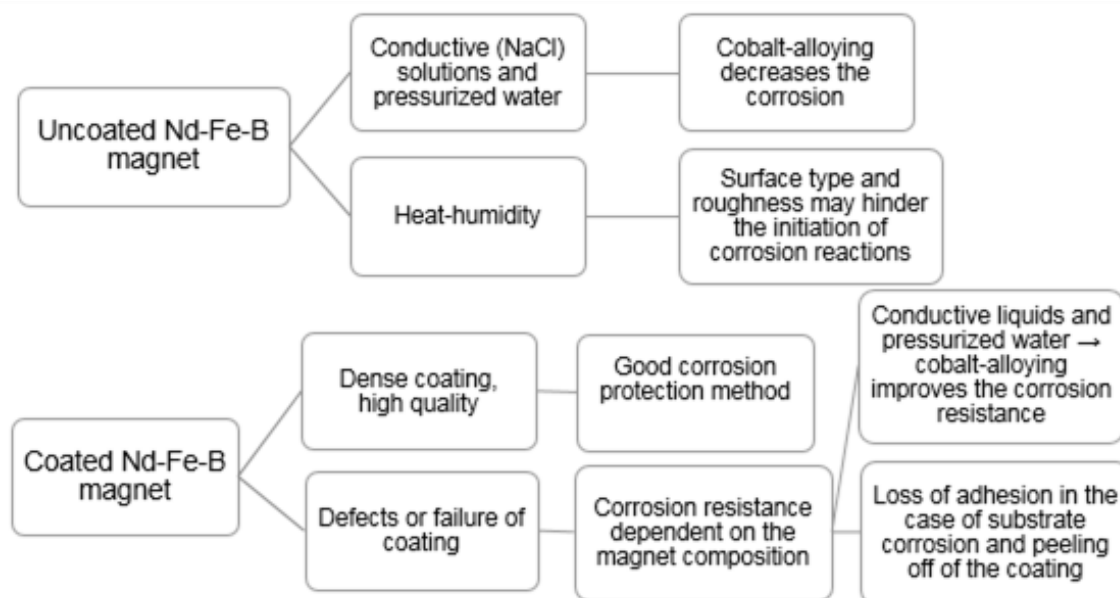 Uncoated Nd-Fe-B
magnet
Conductive (NaCl)
solutions and
pressurized water
Cobalt-alloying
decreases the
corrosion
Heat-humidity
Surface type and
roughness may hinder
the initiation of
corrosion reactions
Coated Nd-Fe-B
magnet
Dense coating,
high quality
Good corrosion
protection method
Defects or failure of
coating
Corrosion resistance
dependent on the
magnet composition
Conductive liquids and
pressurized water →
cobalt-alloying
improves the corrosion
resistance
Loss of adhesion in the
case of substrate
corrosion and peeling
off of the coating